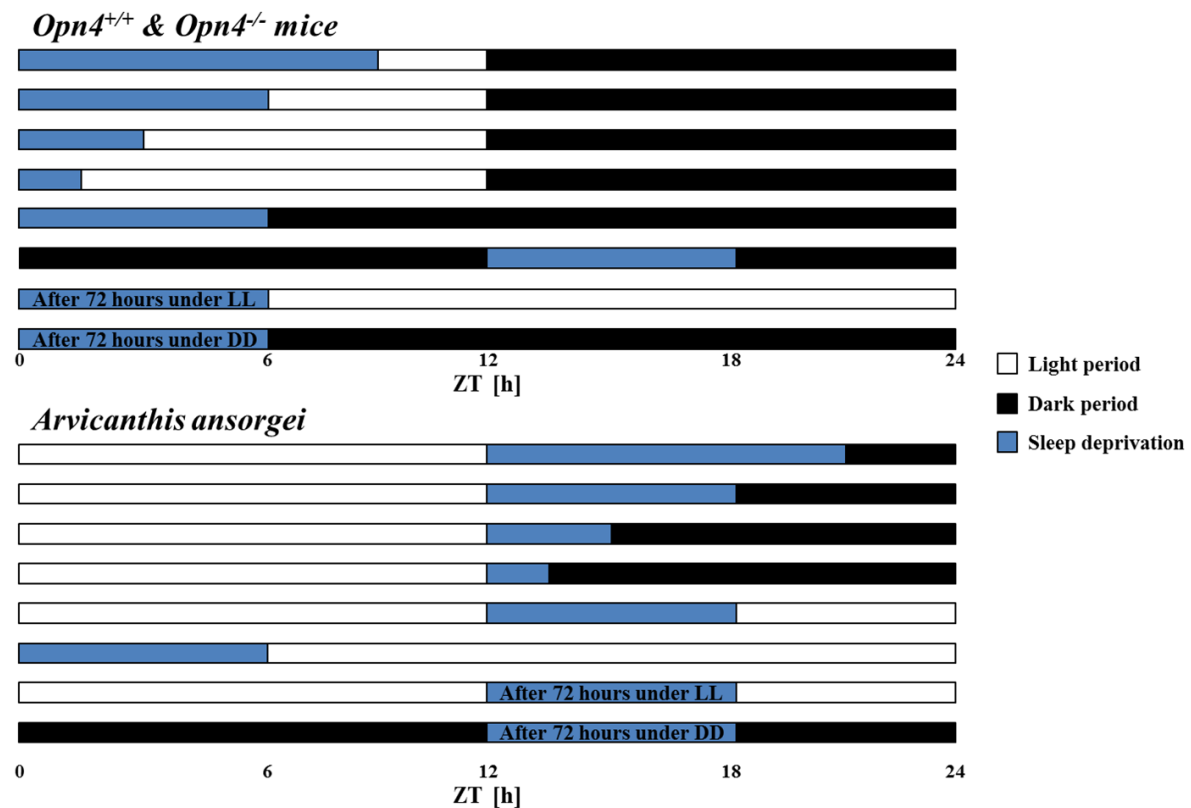 Opn4+/+ & Opn4-/- mice
After 72 hours under LL
After 72 hours under DD
0 6 12 18 24
ZT [h]
Light period
Dark period
Sleep deprivation
Arvicanthis ansorgei
After 72 hours under LL
After 72 hours under DD
0 6 12 18 24
ZT [h]